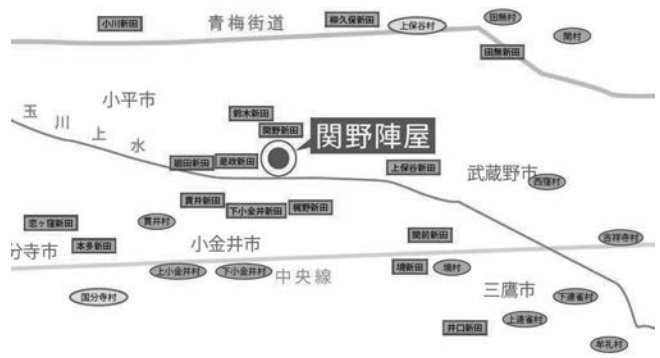 小川新田
青梅街道
柳久保新田
上保谷村
田無村
関村
田無新田
小平市
玉川上水
鈴木新田
関野新田
関野陣屋
是政新田
上保谷新田
武蔵野市
西窪村
貫井新田
下小金井新田
梶野新田
恋ヶ窪新田
貫井村
分寺市
本多新田
小金井市
関前新田
吉祥寺村
上小金井村
下小金井村
中央線
境新田
境村
国分寺村
三鷹市
下連雀村
上連雀村
井口新田
牟礼村